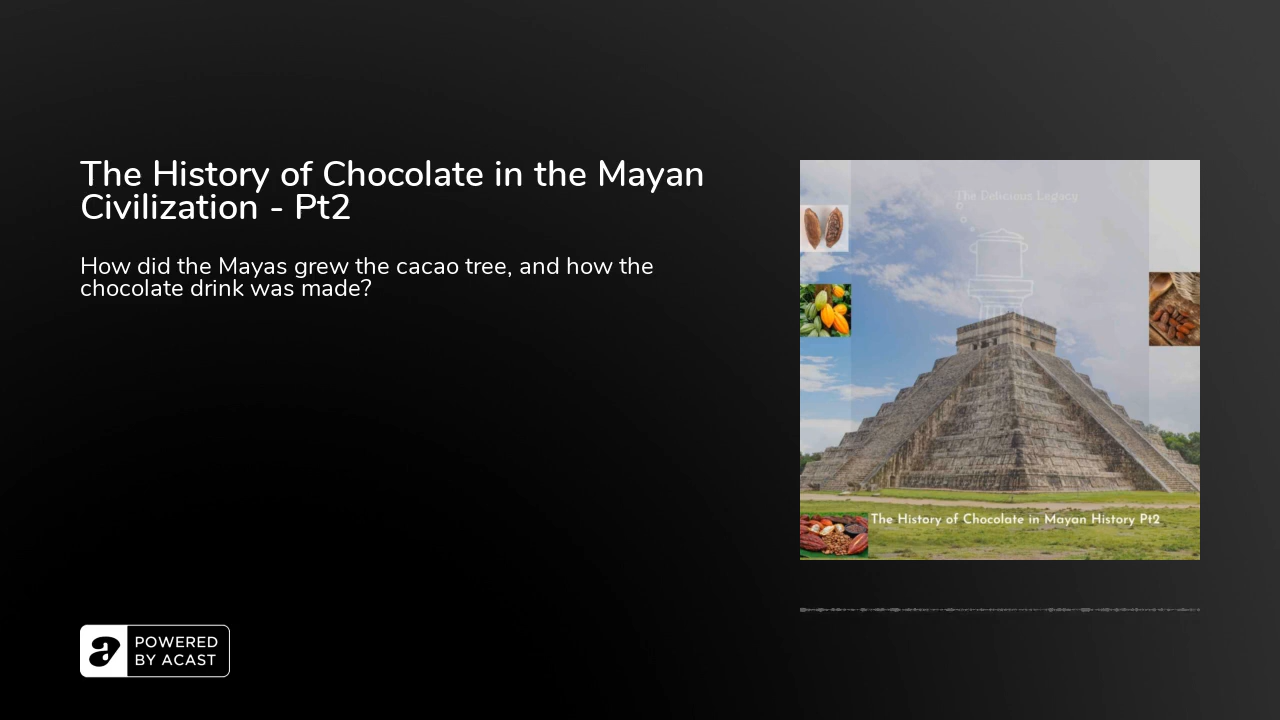 The History of Chocolate in the Mayan
Civilization - Pt2
How did the Mayas grew the cacao tree, and how the
chocolate drink was made?
The Delicious Legacy
The History of Chocolate in Mayan History Pt2
a POWERED
BY ACAST